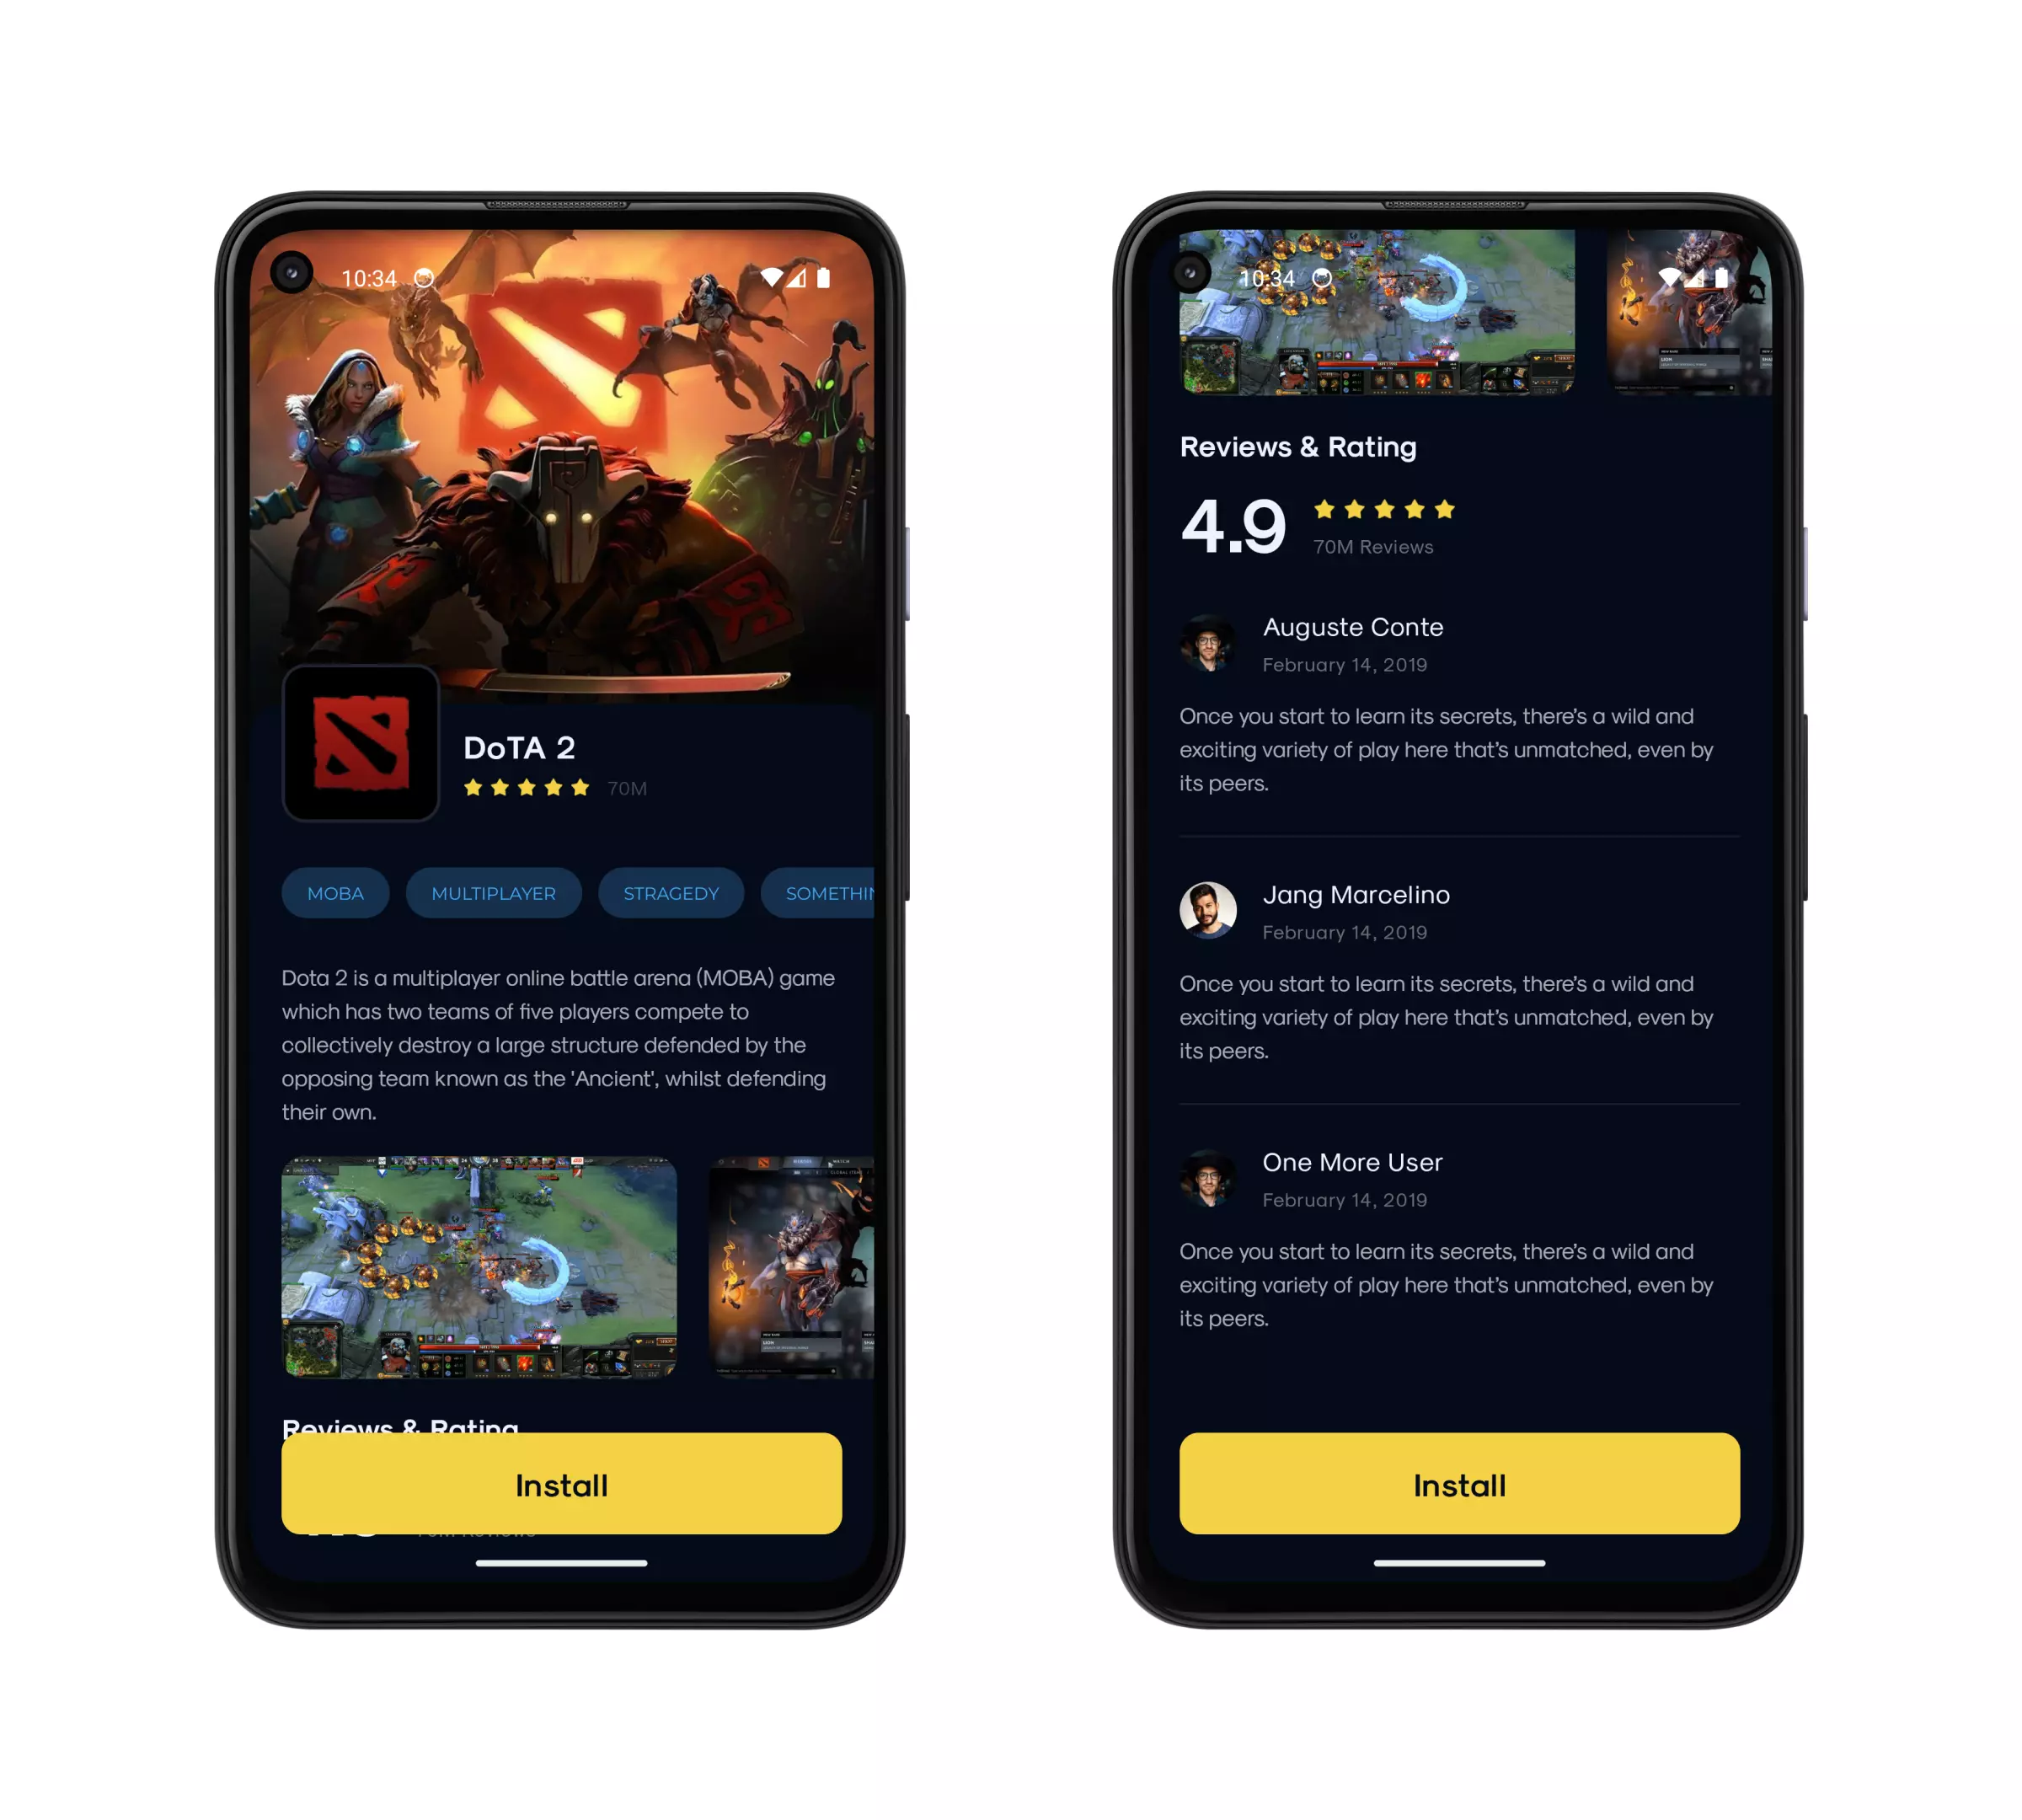 10:34
DoTA 2
70M
MOBA
MULTIPLAYER
STRAGEDY
SOMETHIN
Dota 2 is a multiplayer online battle arena (MOBA) game
which has two teams of five players compete to
collectively destroy a large structure defended by the
opposing team known as the 'Ancient', whilst defending
their own.
Reviews & Rating
Install
10:34
Reviews & Rating
4.9
70M Reviews
Auguste Conte
February 14, 2019
Once you start to learn its secrets, there's a wild and
exciting variety of play here that's unmatched, even by
its peers.
Jang Marcelino
February 14, 2019
Once you start to learn its secrets, there's a wild and
exciting variety of play here that's unmatched, even by
its peers.
One More User
February 14, 2019
Once you start to learn its secrets, there's a wild and
exciting variety of play here that's unmatched, even by
its peers.
Install